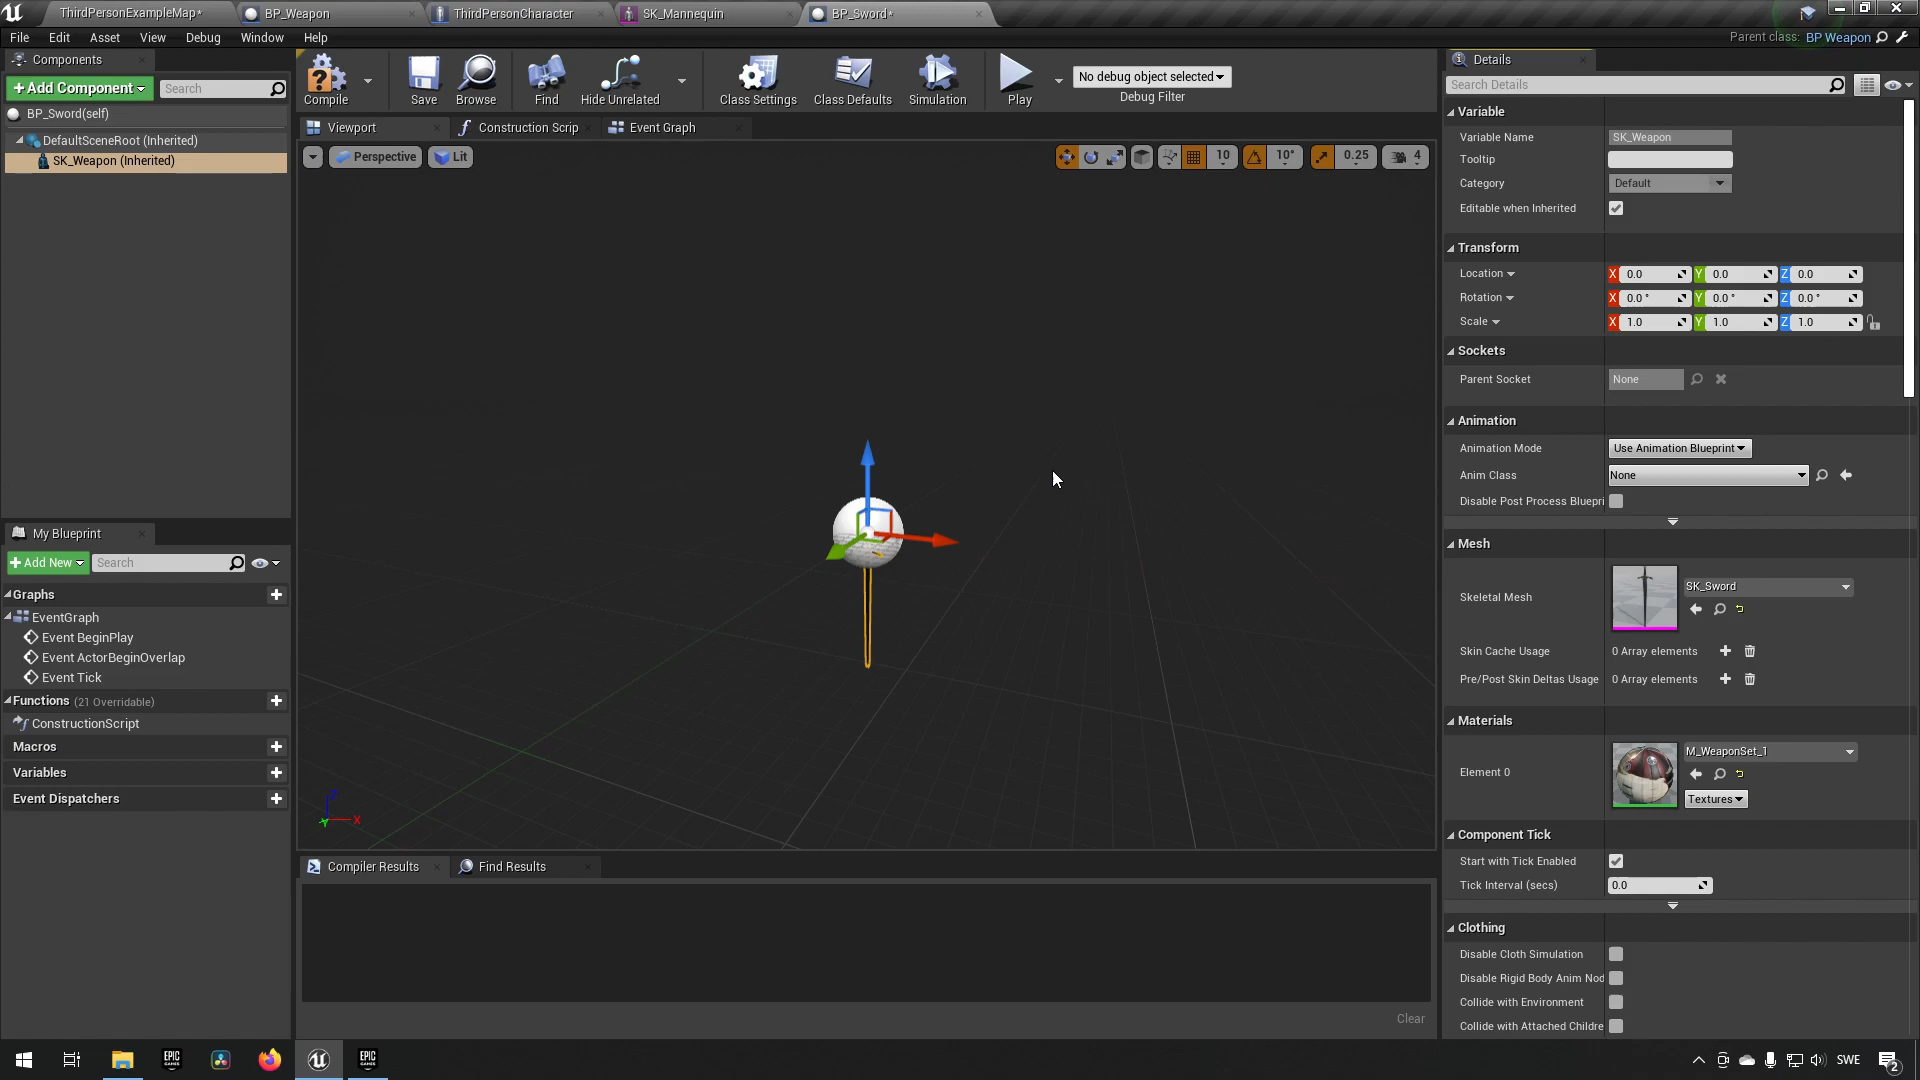 ThirdPersonExampleMap*
BP_Weapon
ThirdPersonCharacter
SK_Mannequin
BP_Sword*
File Edit Asset View Debug Window Help
Parent class: BP Weapon
Components
+ Add Component
Search
BP_Sword(self)
DefaultSceneRoot (Inherited)
SK_Weapon (Inherited)
Compile
Save
Browse
Find
Hide Unrelated
Class Settings
Class Defaults
Simulation
Play
No debug object selected
Debug Filter
Viewport
Construction Scrip
Event Graph
Perspective
Lit
10
10°
0.25
4
Z
X
Y
My Blueprint
+ Add New
Search
Graphs
EventGraph
Event BeginPlay
Event ActorBeginOverlap
Event Tick
Functions (21 Overridable)
ConstructionScript
Macros
Variables
Event Dispatchers
Compiler Results
Find Results
Clear
Details
Search Details
Variable
Variable Name SK_Weapon
Tooltip
Category Default
Editable when Inherited
Transform
Location X 0.0 Y 0.0 Z 0.0
Rotation X 0.0 ° Y 0.0 ° Z 0.0 °
Scale X 1.0 Y 1.0 Z 1.0
Sockets
Parent Socket None
Animation
Animation Mode Use Animation Blueprint
Anim Class None
Disable Post Process Bluepri
Mesh
Skeletal Mesh SK_Sword
Skin Cache Usage 0 Array elements
Pre/Post Skin Deltas Usage 0 Array elements
Materials
Element 0 M_WeaponSet_1
Textures
Component Tick
Start with Tick Enabled
Tick Interval (secs) 0.0
Clothing
Disable Cloth Simulation
Disable Rigid Body Anim Nod
Collide with Environment
Collide with Attached Childre
EPIC GAMES
EPIC GAMES
SWE
2